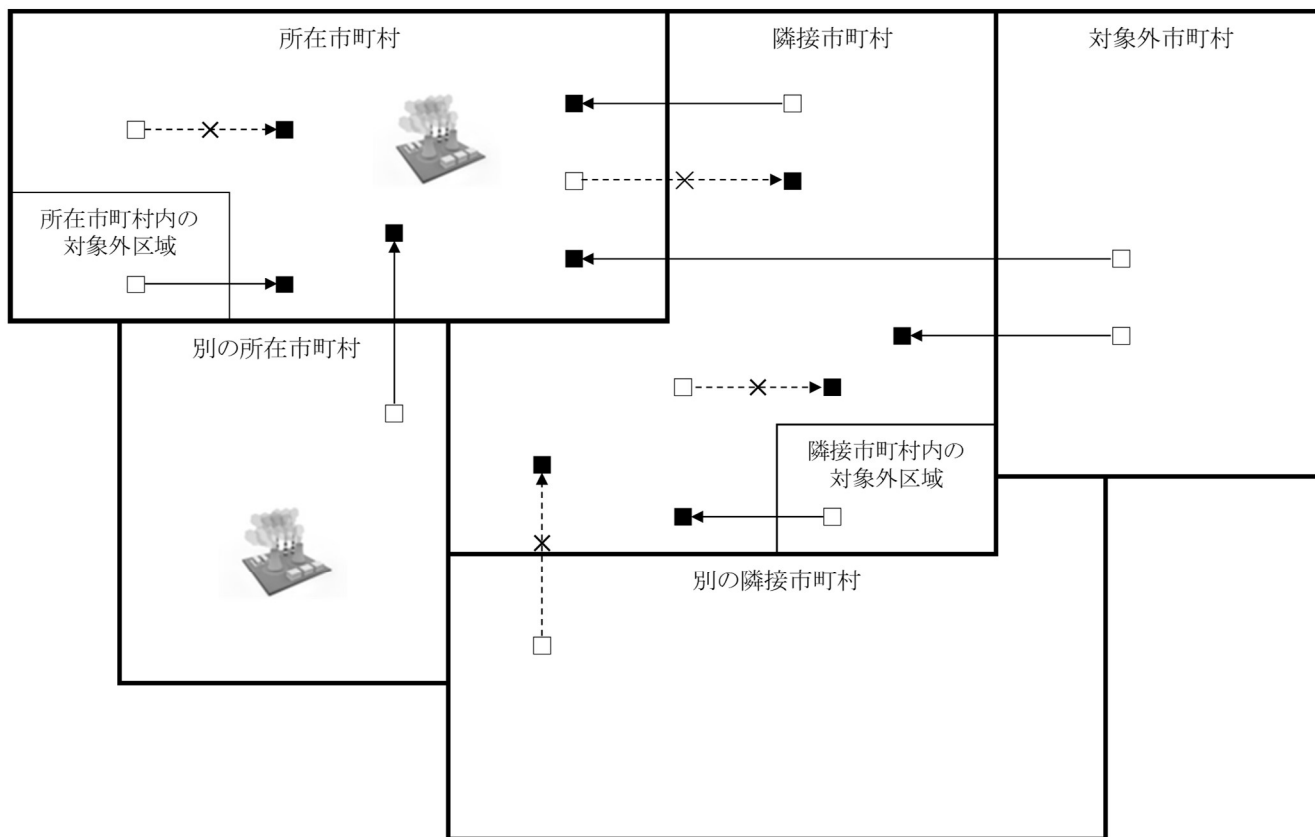 所在市町村
隣接市町村
対象外市町村
所在市町村内の
対象外区域
別の所在市町村
隣接市町村内の
対象外区域
別の隣接市町村